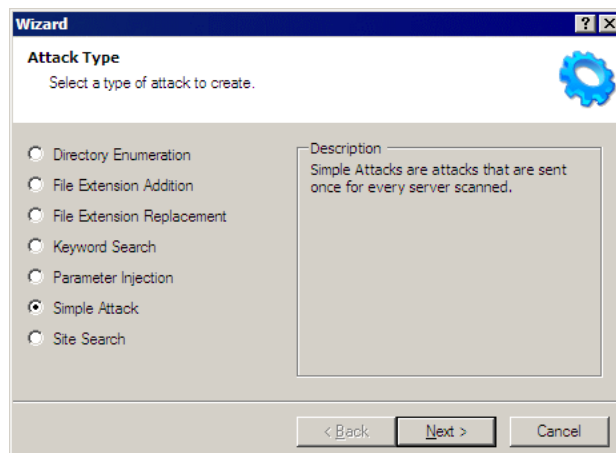 Wizard
Attack Type
Select a type of attack to create.
Directory Enumeration
File Extension Addition
File Extension Replacement
Keyword Search
Parameter Injection
Simple Attack
Site Search
Description
Simple Attacks are attacks that are sent
once for every server scanned.
< Back
Next >
Cancel